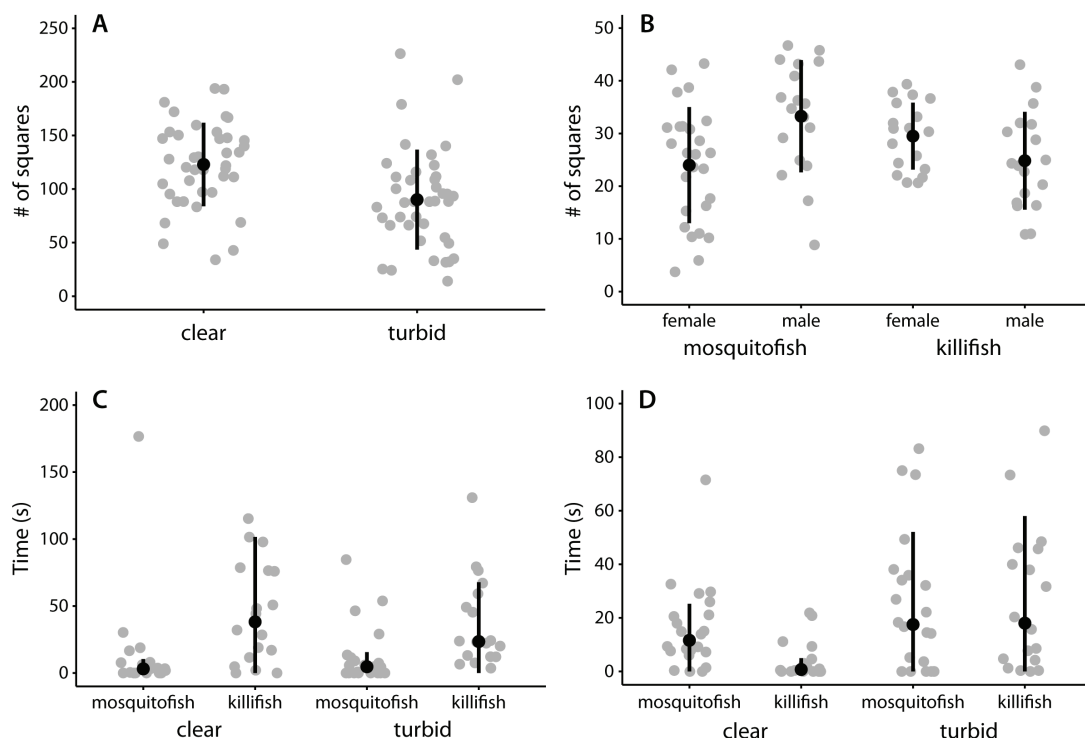 A
# of squares
250
200
150
100
50
0
clear turbid
B
# of squares
50
40
30
20
10
0
female male female male
mosquitofish killifish
C
Time (s)
200
150
100
50
0
mosquitofish killifish mosquitofish killifish
clear turbid
D
Time (s)
100
80
60
40
20
0
mosquitofish killifish mosquitofish killifish
clear turbid